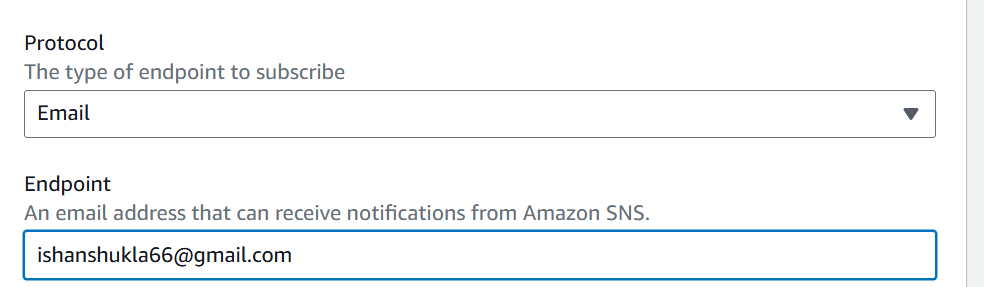 Protocol
The type of endpoint to subscribe
Email
Endpoint
An email address that can receive notifications from Amazon SNS.
ishanshukla66@gmail.com